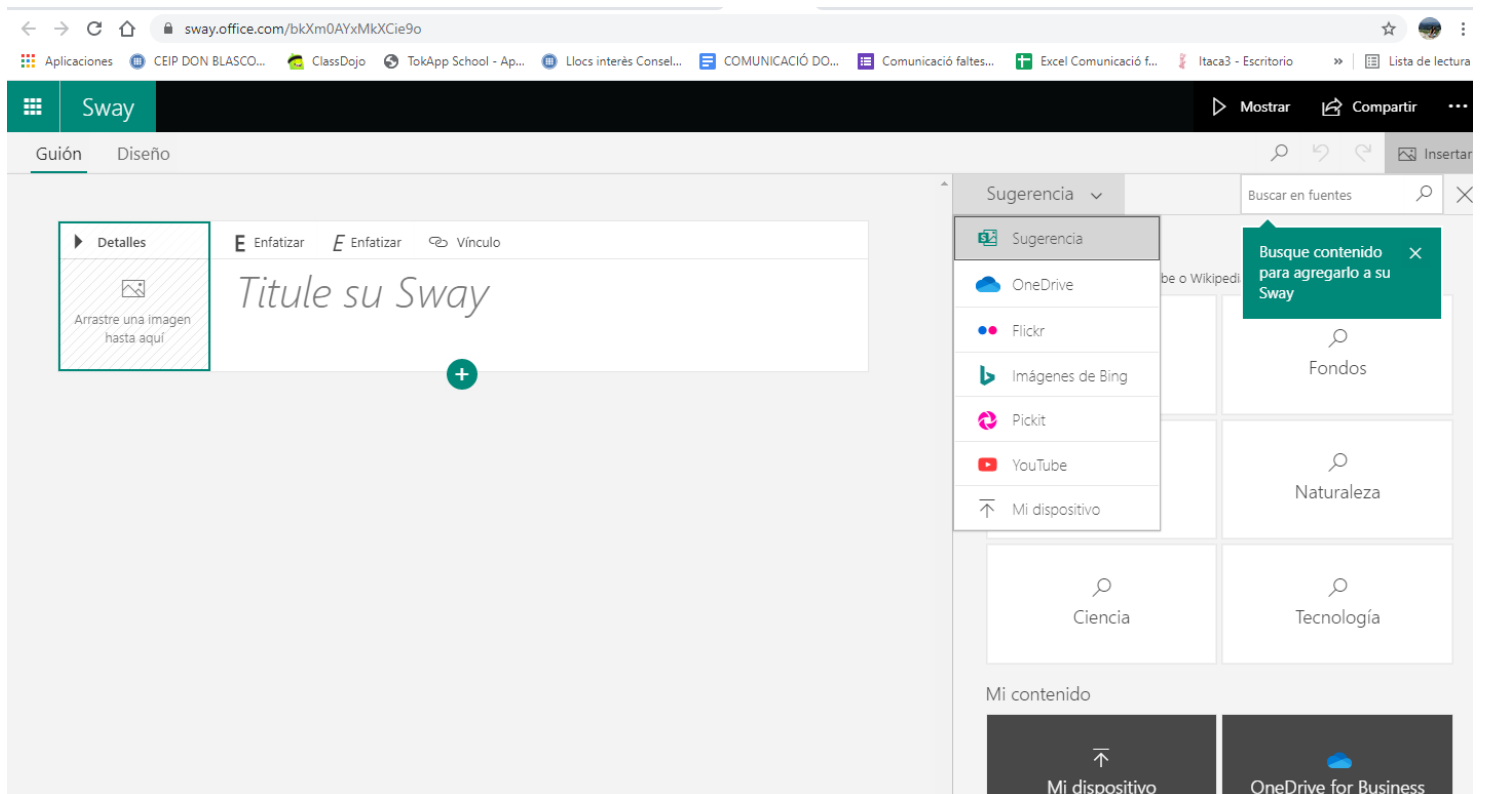 sway.office.com/bkXm0AYxMkXCie9o
Aplicaciones CEIP DON BLASCO... ClassDojo TokApp School - Ap... Llocs interès Consel... COMUNICACIÓ DO... Comunicació faltes... Excel Comunicació f... Itaca3 - Escritorio » Lista de lectura
Sway Mostrar Compartir ...
Guión Diseño Insertar
Sugerencia Buscar en fuentes
Detalles E Enfatizar E Enfatizar Vínculo
Titule su Sway
Arrastre una imagen
hasta aquí
Sugerencia
OneDrive
Flickr
Imágenes de Bing
Pickit
YouTube
Mi dispositivo
Busque contenido
para agregarlo a su
Sway
be o Wikipedi
Fondos
Naturaleza
Ciencia Tecnología
Mi contenido
Mi dispositivo OneDrive for Business